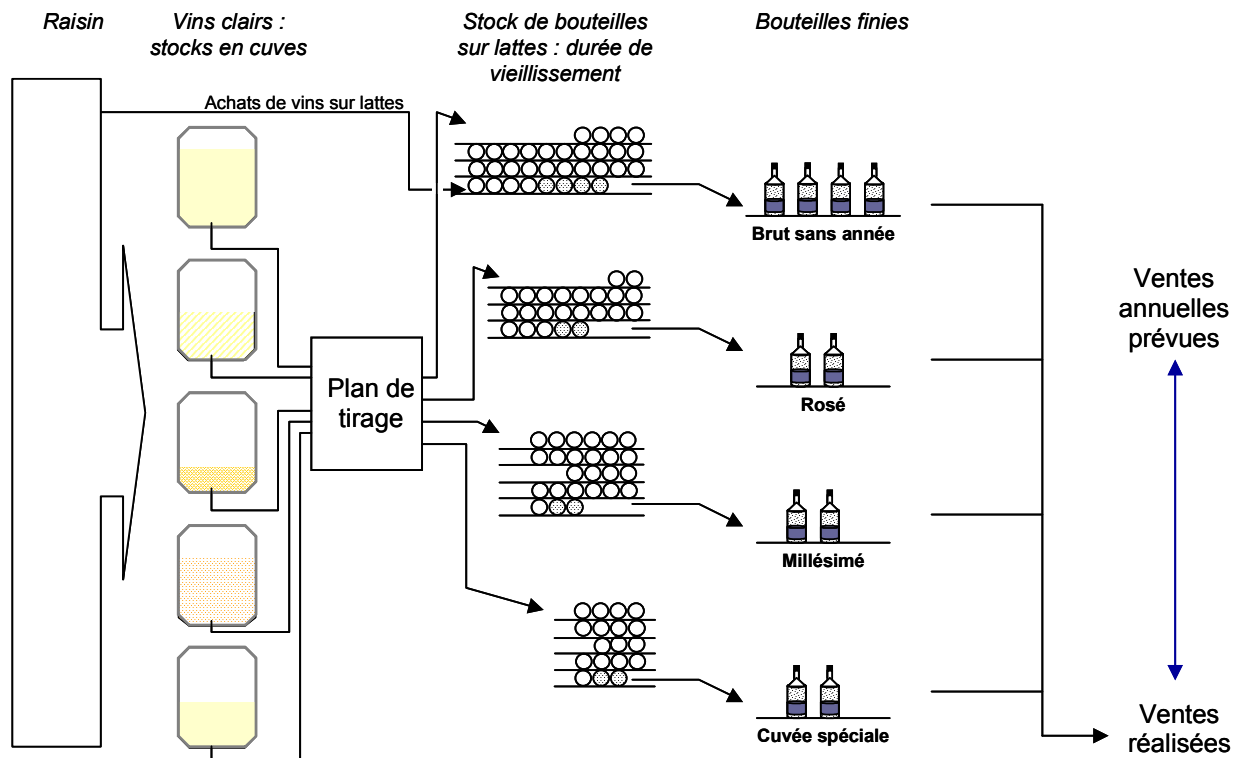 Raisin
Vins clairs :
stocks en cuves
Stock de bouteilles
sur lattes : durée de
vieillissement
Bouteilles finies
Achats de vins sur lattes
Brut sans année
Ventes
annuelles
prévues
Plan de
tirage
Rosé
Millésimé
Cuvée spéciale
Ventes
réalisées